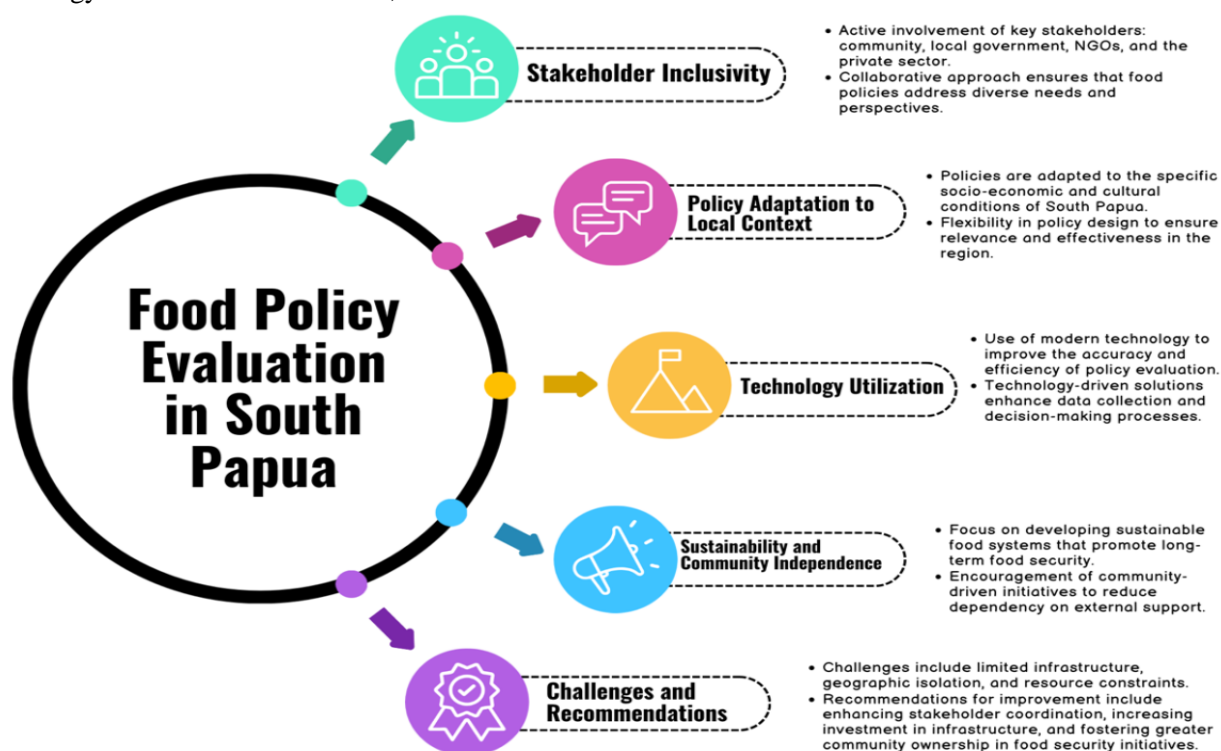 Food Policy
Evaluation
in South
Papua
Stakeholder Inclusivity
• Active involvement of key stakeholders:
community, local government, NGOs, and the
private sector.
• Collaborative approach ensures that food
policies address diverse needs and
perspectives.
Policy Adaptation to
Local Context
• Policies are adapted to the specific
socio-economic and cultural
conditions of South Papua.
• Flexibility in policy design to ensure
relevance and effectiveness in the
region.
Technology Utilization
• Use of modern technology to
improve the accuracy and
efficiency of policy evaluation.
• Technology-driven solutions
enhance data collection and
decision-making processes.
Sustainability and
Community Independence
• Focus on developing sustainable
food systems that promote long-
term food security.
• Encouragement of community-
driven initiatives to reduce
dependency on external support.
Challenges and
Recommendations
• Challenges include limited infrastructure,
geographic isolation, and resource constraints.
• Recommendations for improvement include
enhancing stakeholder coordination, increasing
investment in infrastructure, and fostering greater
community ownership in food security initiatives.